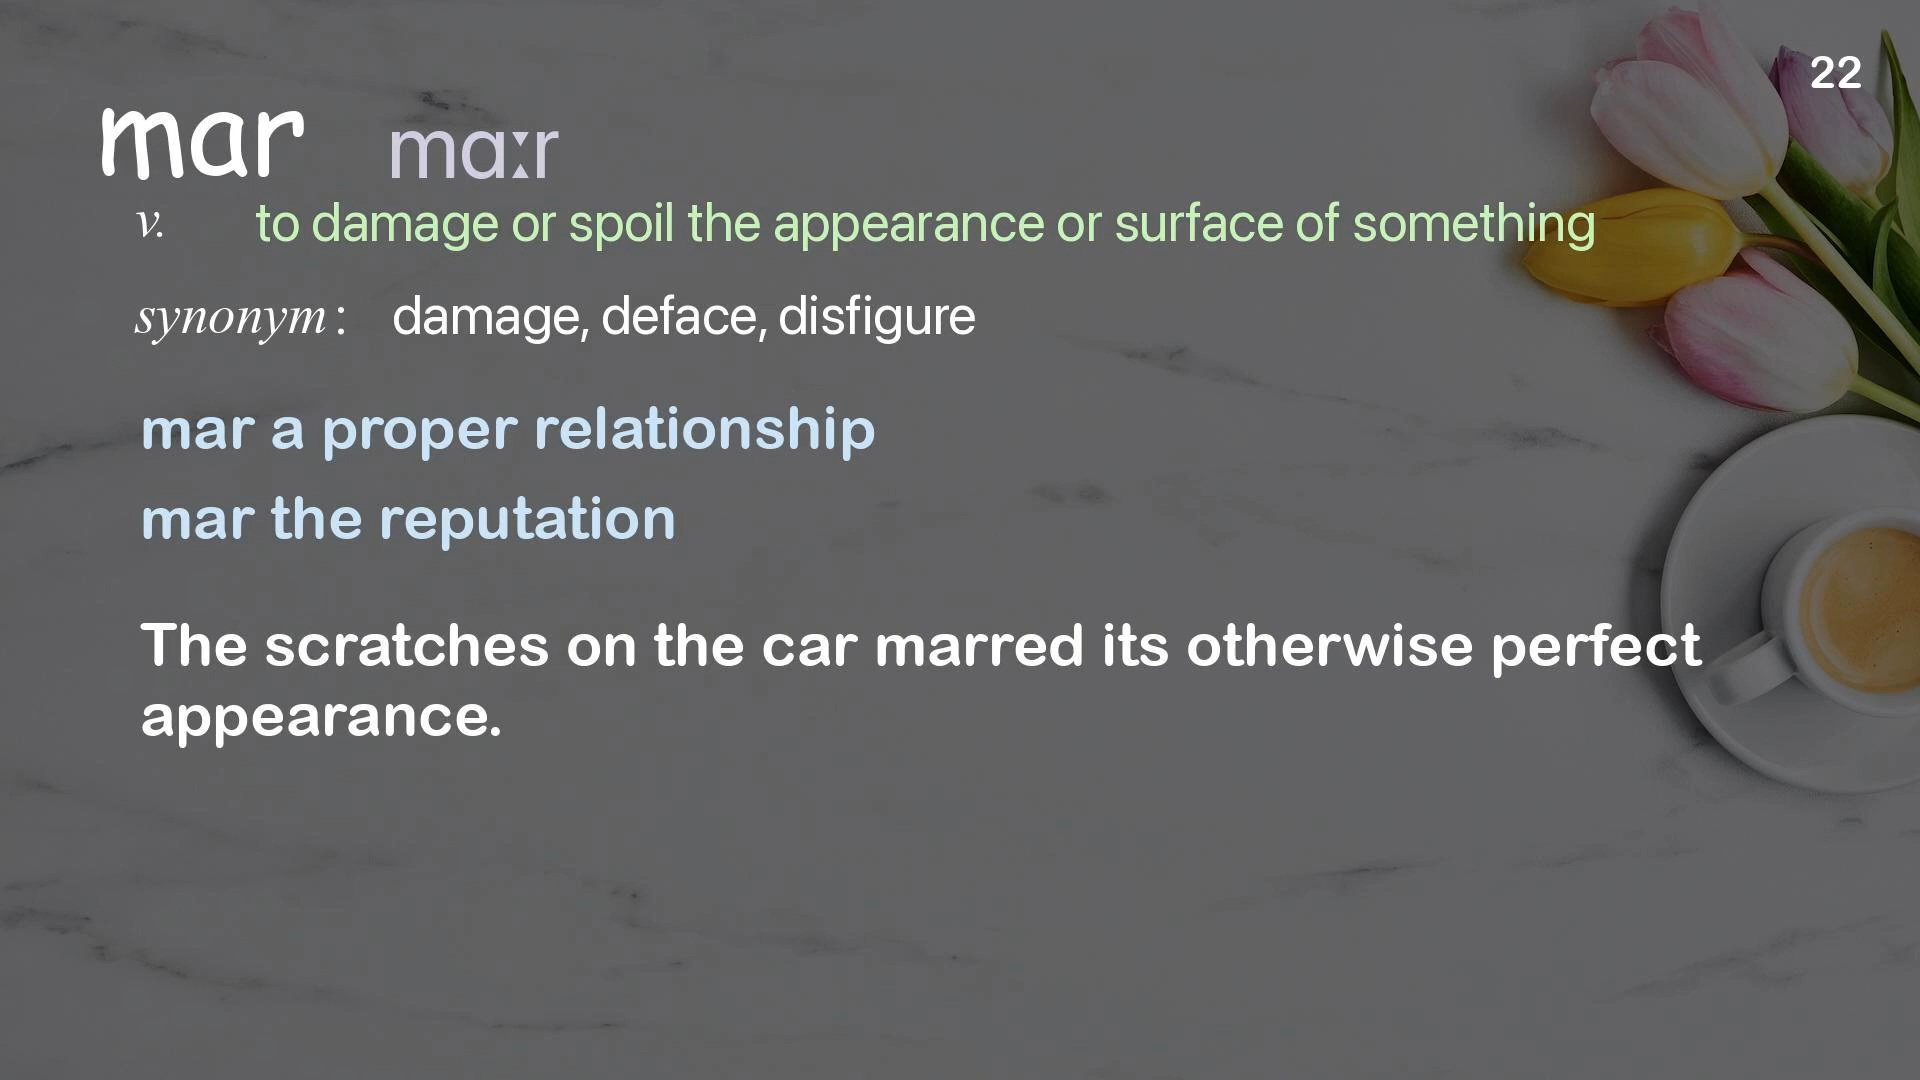 22
mar mɑːr
v. to damage or spoil the appearance or surface of something
synonym : damage, deface, disfigure
mar a proper relationship
mar the reputation
The scratches on the car marred its otherwise perfect
appearance.